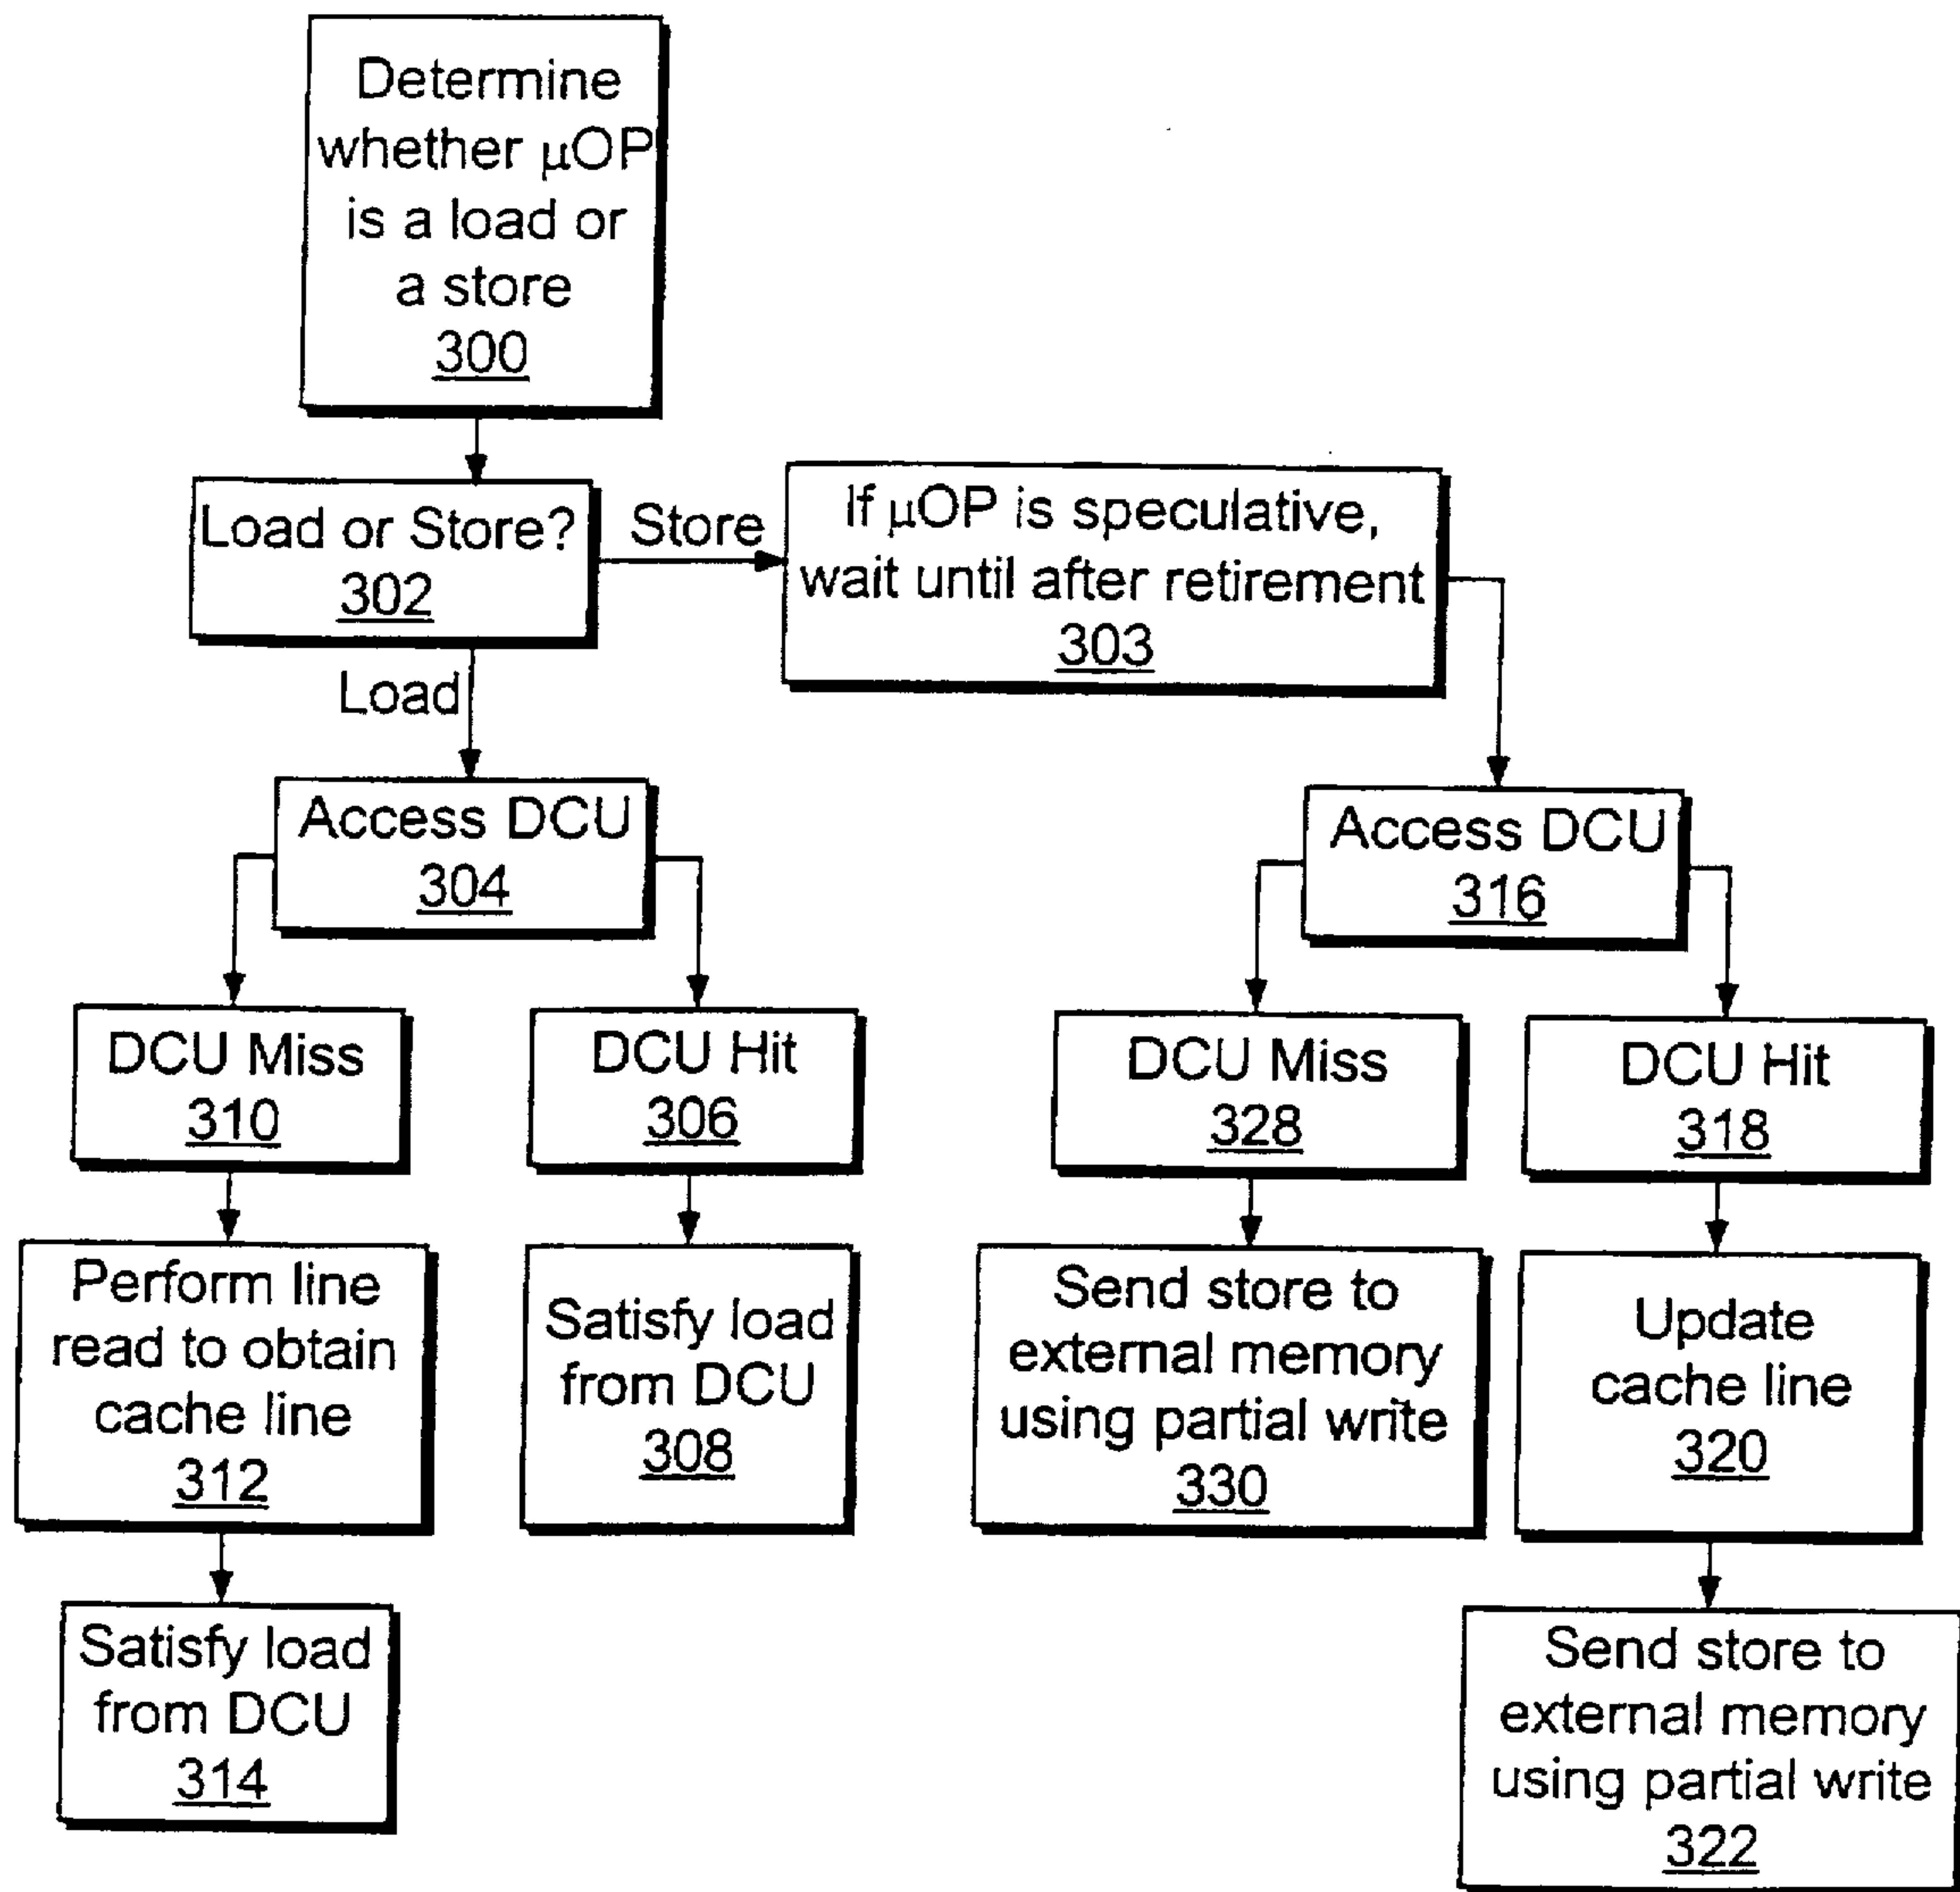 Determine
whether µOP
is a load or
a store
300
Load or Store?
302
Store
If µOP is speculative,
wait until after retirement
303
Load
Access DCU
304
Access DCU
316
DCU Miss
310
DCU Hit
306
DCU Miss
328
DCU Hit
318
Perform line
read to obtain
cache line
312
Satisfy load
from DCU
308
Send store to
external memory
using partial write
330
Update
cache line
320
Satisfy load
from DCU
314
Send store to
external memory
using partial write
322